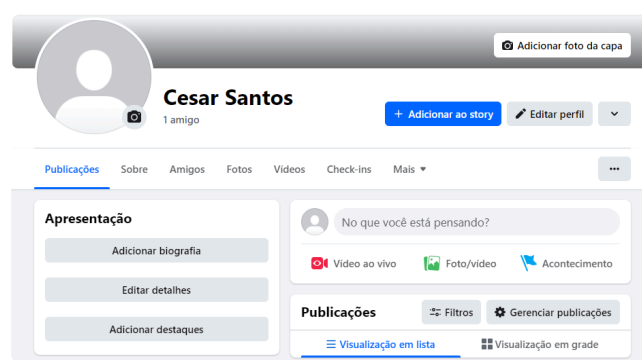 Adicionar foto da capa
Cesar Santos
1 amigo
+ Adicionar ao story
Editar perfil
Publicações Sobre Amigos Fotos Vídeos Check-ins Mais
Apresentação
Adicionar biografia
Editar detalhes
Adicionar destaques
No que você está pensando?
Vídeo ao vivo Foto/vídeo Acontecimento
Publicações Filtros Gerenciar publicações
Visualização em lista Visualização em grade